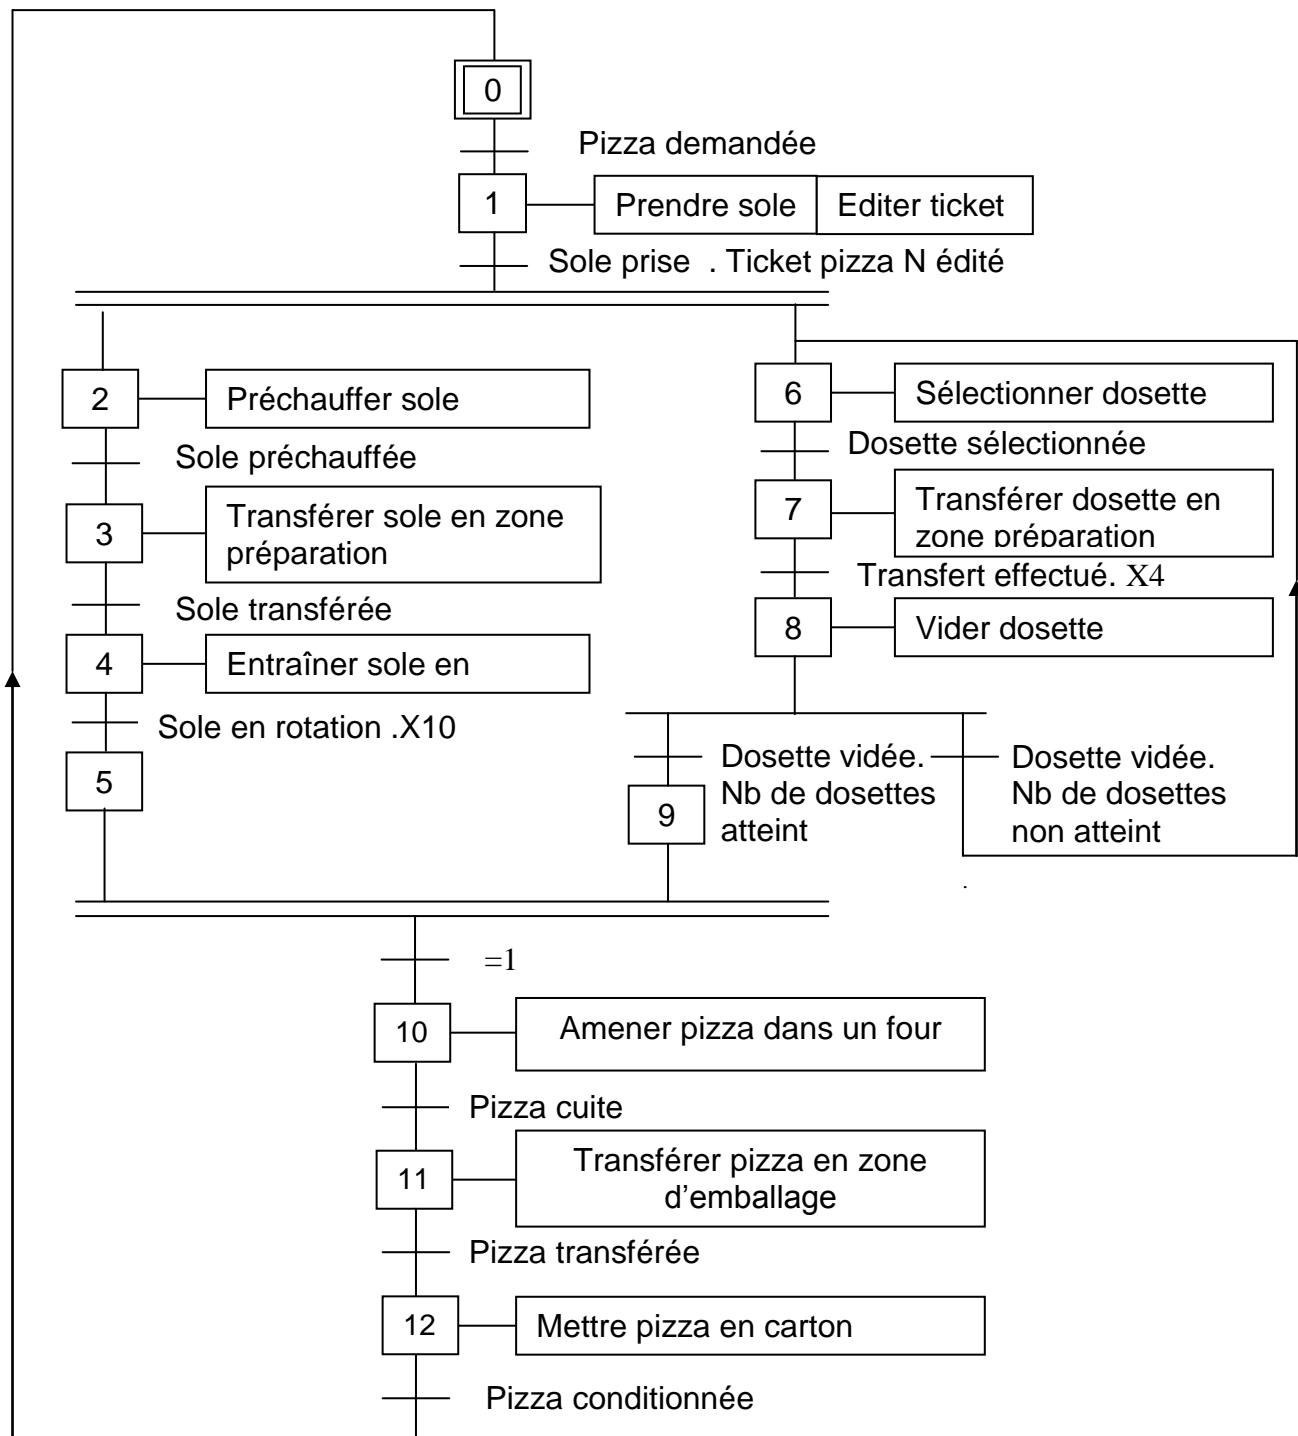 0
Pizza demandée
1
Prendre sole
Editer ticket
Sole prise . Ticket pizza N édité
2
Préchauffer sole
Sole préchauffée
3
Transférer sole en zone
préparation
Sole transférée
4
Entraîner sole en
Sole en rotation .X10
5
6
Sélectionner dosette
Dosette sélectionnée
7
Transférer dosette en
zone préparation
Transfert effectué. X4
8
Vider dosette
Dosette vidée.
Nb de dosettes
atteint
9
Dosette vidée.
Nb de dosettes
non atteint
.
=1
10
Amener pizza dans un four
Pizza cuite
11
Transférer pizza en zone
d’emballage
Pizza transférée
12
Mettre pizza en carton
Pizza conditionnée